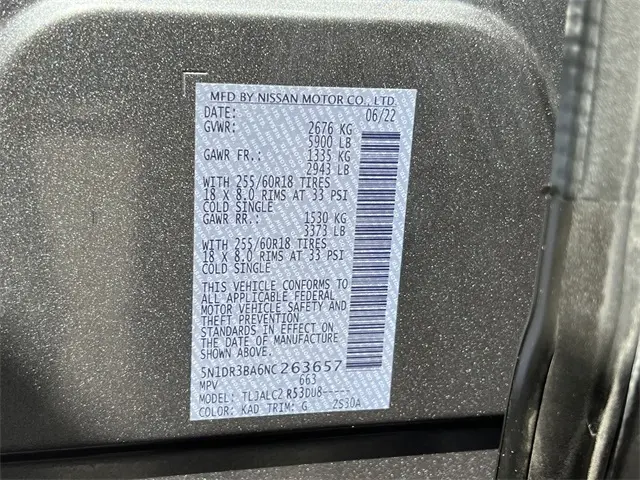 MFD BY NISSAN MOTOR CO., LTD.
DATE: 06/22
GVWR: 2676 KG
5900 LB
GAWR FR.: 1335 KG
2943 LB
WITH 255/60R18 TIRES
18 X 8.0 RIMS AT 33 PSI
COLD SINGLE
GAWR RR.: 1530 KG
3373 LB
WITH 255/60R18 TIRES
18 X 8.0 RIMS AT 33 PSI
COLD SINGLE
THIS VEHICLE CONFORMS TO
ALL APPLICABLE FEDERAL
MOTOR VEHICLE SAFETY AND
THEFT PREVENTION
STANDARDS IN EFFECT ON
THE DATE OF MANUFACTURE
SHOWN ABOVE.
5N1DR3BA6NC263657
MPV 663
MODEL: TLJALC2 R53DU8-----
COLOR: KAD TRIM: G 2S30A